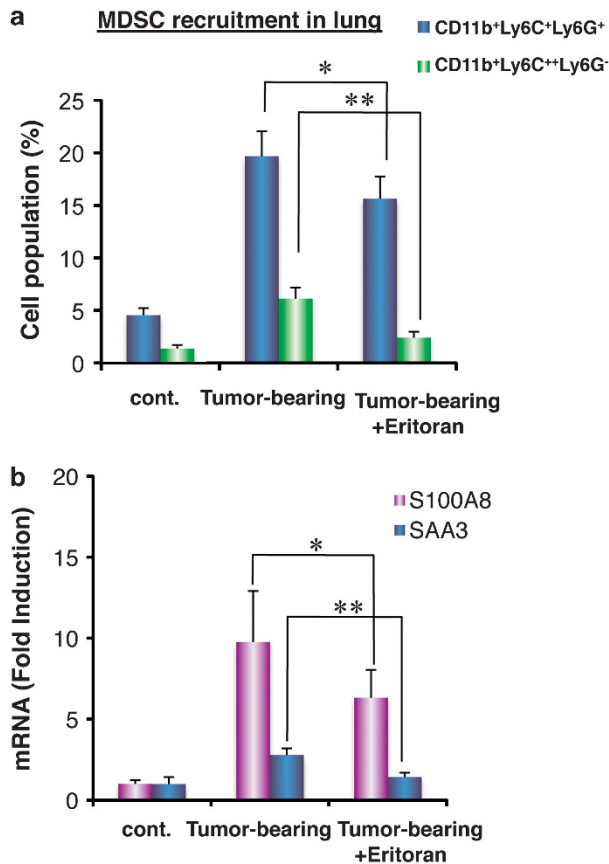 a
MDSC recruitment in lung
CD11b⁺Ly6C⁺Ly6G⁺
CD11b⁺Ly6C⁺⁺Ly6G⁻
*
**
Cell population (%)
25
20
15
10
5
0
cont.
Tumor-bearing
Tumor-bearing
+Eritoran
b
S100A8
SAA3
*
**
mRNA (Fold Induction)
20
15
10
5
0
cont.
Tumor-bearing
Tumor-bearing
+Eritoran